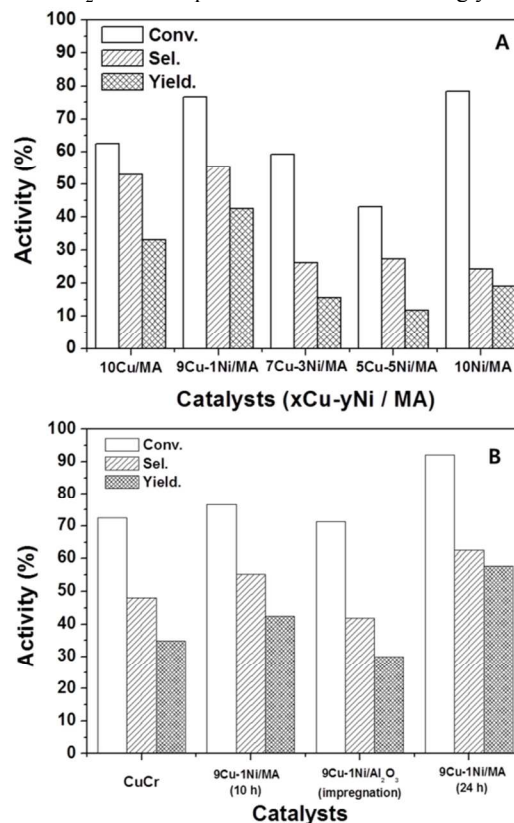 A
100
90
80
70
60
50
40
30
20
10
0
Conv.
Sel.
Yield.
Activity (%)
10Cu/MA 9Cu-1Ni/MA 7Cu-3Ni/MA 5Cu-5Ni/MA 10Ni/MA
Catalysts (xCu-yNi / MA)
B
100
90
80
70
60
50
40
30
20
10
0
Conv.
Sel.
Yield.
Activity (%)
CuCr 9Cu-1Ni/MA 9Cu-1Ni/Al₂O₃ 9Cu-1Ni/MA
(10 h) (impregnation) (24 h)
Catalysts